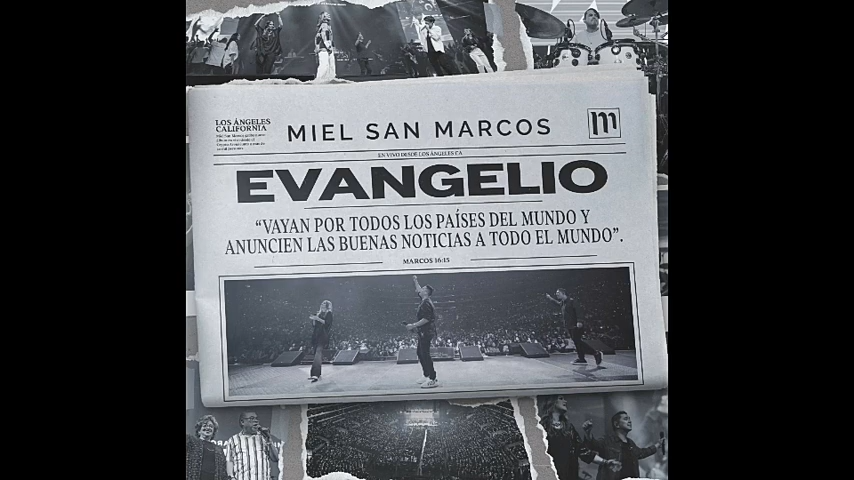 LOS ÁNGELES
CALIFORNIA
MIEL SAN MARCOS
m
EN VIVO DESDE LOS ÁNGELES CA
EVANGELIO
“VAYAN POR TODOS LOS PAÍSES DEL MUNDO Y
ANUNCIEN LAS BUENAS NOTICIAS A TODO EL MUNDO”.
MARCOS 16:15